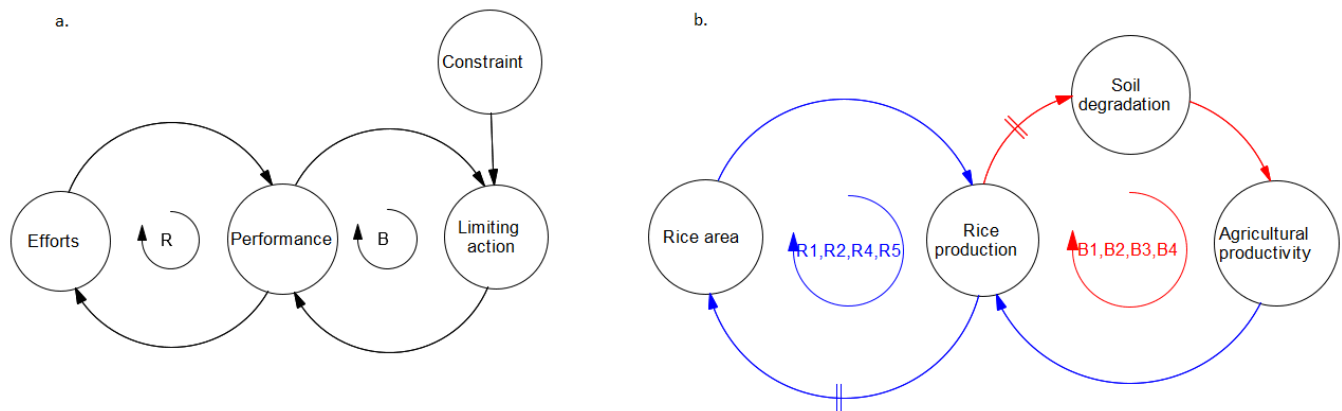 a.
Constraint
Efforts
R
Performance
B
Limiting
action
b.
Soil
degradation
Rice area
R1,R2,R4,R5
Rice
production
B1,B2,B3,B4
Agricultural
productivity